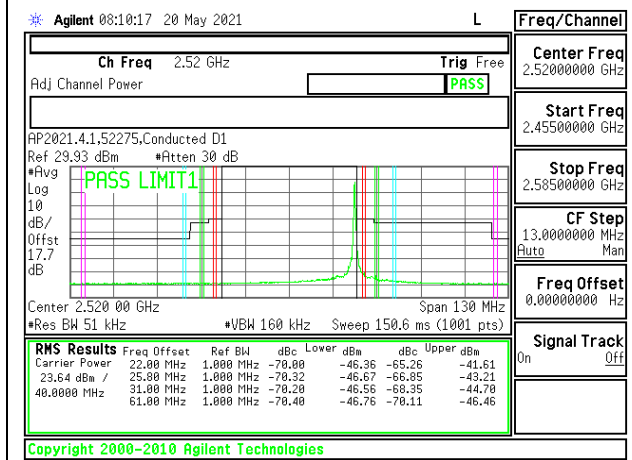 Agilent 08:10:17 20 May 2021 L Freq/Channel
Ch Freq 2.52 GHz Trig Free
Adj Channel Power PASS
Center Freq
2.52000000 GHz
Start Freq
2.45500000 GHz
Stop Freq
2.58500000 GHz
CF Step
13.0000000 MHz
Auto Man
Freq Offset
0.00000000 Hz
Signal Track
On Off
AP2021.4.1,52275,Conducted D1
Ref 29.93 dBm #Atten 30 dB
#Avg
Log
10
dB/
Offst
17.7
dB
PASS LIMIT1
Center 2.520 00 GHz Span 130 MHz
#Res BW 51 kHz #VBW 160 kHz Sweep 150.6 ms (1001 pts)
RMS Results Freq Offset Ref BW dBc Lower dBm dBc Upper dBm
Carrier Power 22.00 MHz 1.000 MHz -70.00 -46.36 -65.26 -41.61
23.64 dBm / 25.80 MHz 1.000 MHz -70.32 -46.67 -66.85 -43.21
40.0000 MHz 31.00 MHz 1.000 MHz -70.20 -46.56 -68.35 -44.70
61.00 MHz 1.000 MHz -70.40 -46.76 -70.11 -46.46
Copyright 2000-2010 Agilent Technologies